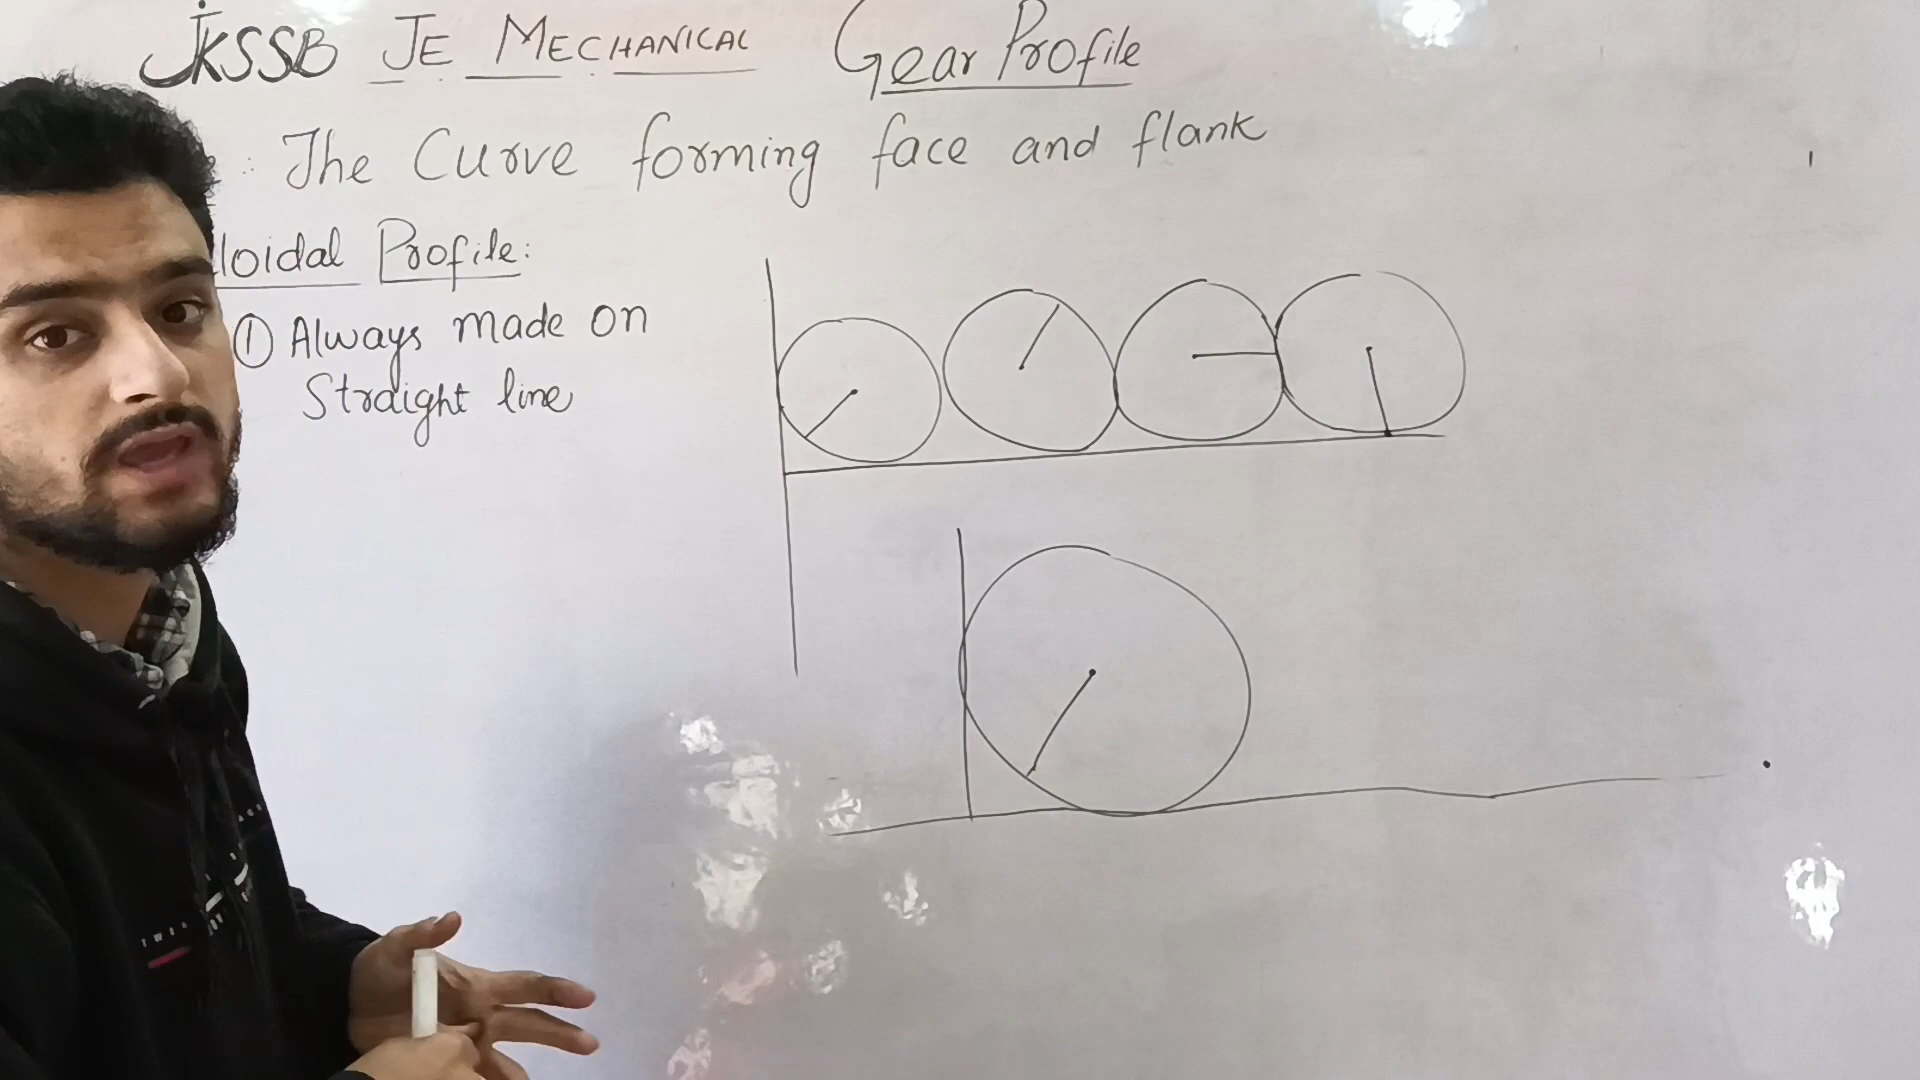 JKSSB JE MECHANICAL Gear Profile
: The Curve forming face and flank
loidal Profile:
① Always made on
Straight line